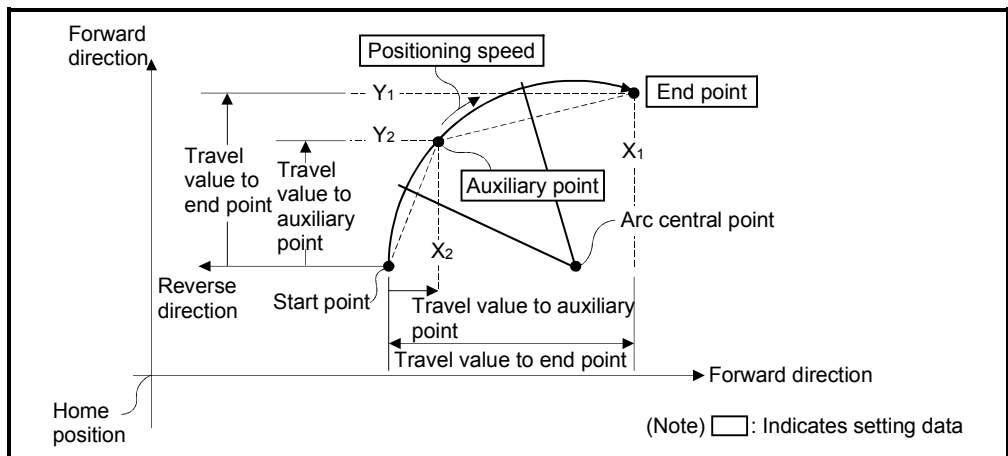 Forward
direction
Positioning speed
Y1
End point
Y2
X1
Travel
value to
end point
Travel
value to
auxiliary
point
Auxiliary point
X2
Arc central point
Reverse
direction
Start point
Travel value to auxiliary
point
Travel value to end point
Forward direction
Home
position
(Note) : Indicates setting data